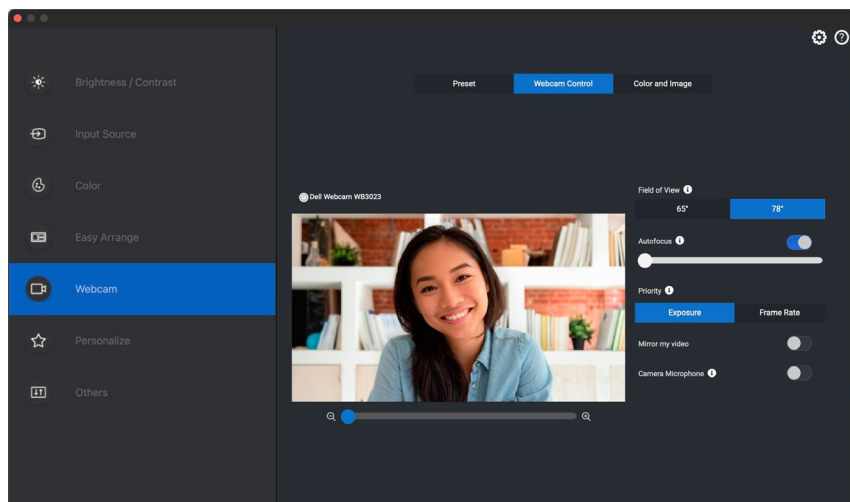 Brightness / Contrast
Input Source
Color
Easy Arrange
Webcam
Personalize
Others
Preset
Webcam Control
Color and Image
Dell Webcam WB3023
Field of View
65°
78°
Autofocus
Priority
Exposure
Frame Rate
Mirror my video
Camera Microphone